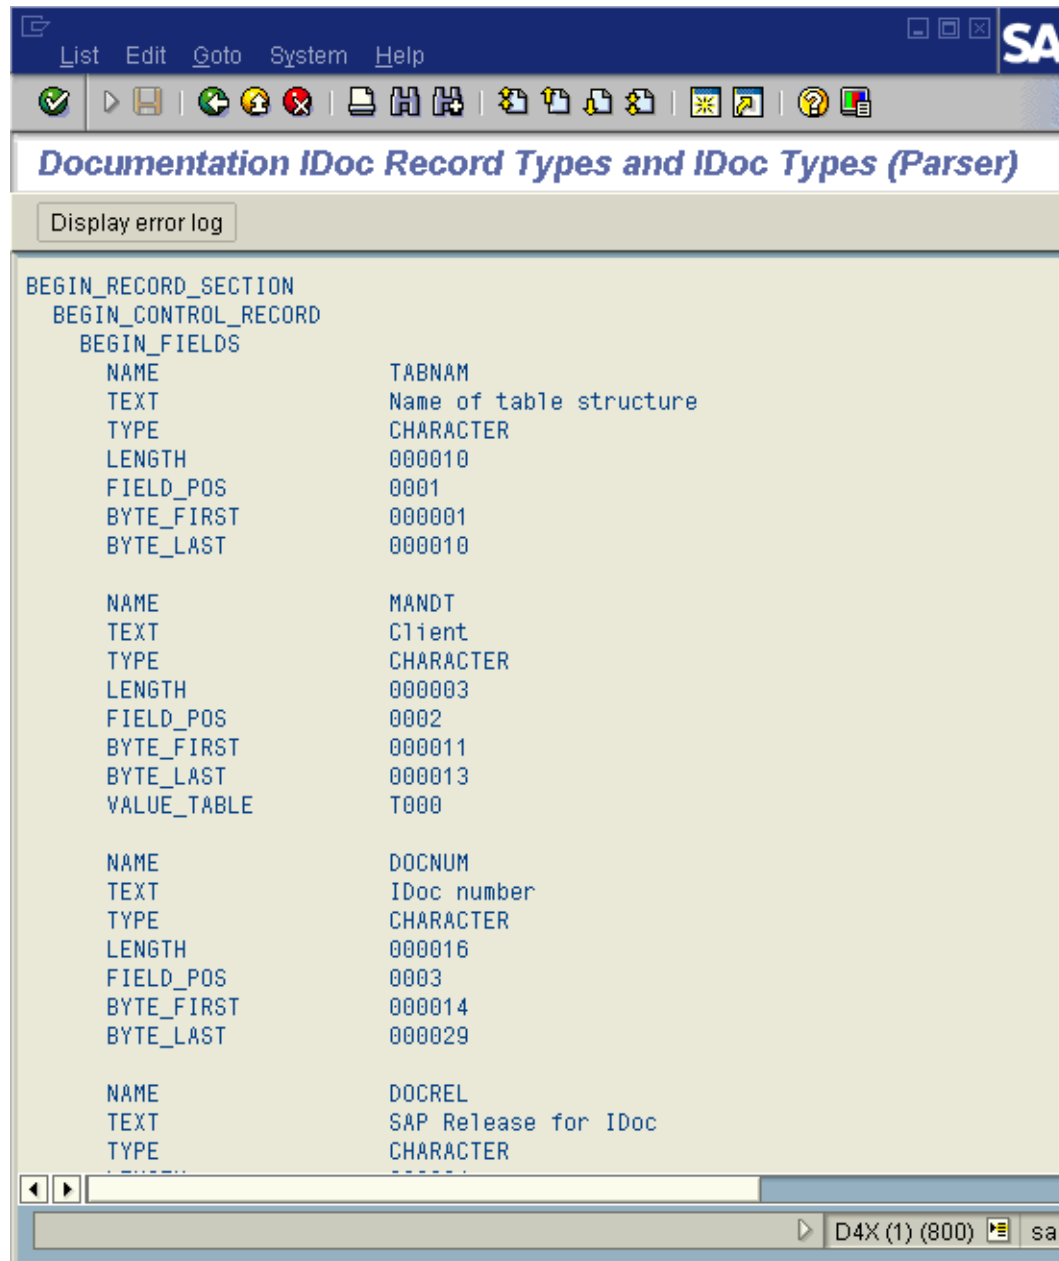 List Edit Goto System Help
SA
Documentation IDoc Record Types and IDoc Types (Parser)
Display error log
BEGIN_RECORD_SECTION
BEGIN_CONTROL_RECORD
BEGIN_FIELDS
NAME TABNAM
TEXT Name of table structure
TYPE CHARACTER
LENGTH 000010
FIELD_POS 0001
BYTE_FIRST 000001
BYTE_LAST 000010
NAME MANDT
TEXT Client
TYPE CHARACTER
LENGTH 000003
FIELD_POS 0002
BYTE_FIRST 000011
BYTE_LAST 000013
VALUE_TABLE T000
NAME DOCNUM
TEXT IDoc number
TYPE CHARACTER
LENGTH 000016
FIELD_POS 0003
BYTE_FIRST 000014
BYTE_LAST 000029
NAME DOCREL
TEXT SAP Release for IDoc
TYPE CHARACTER
D4X (1) (800) sa